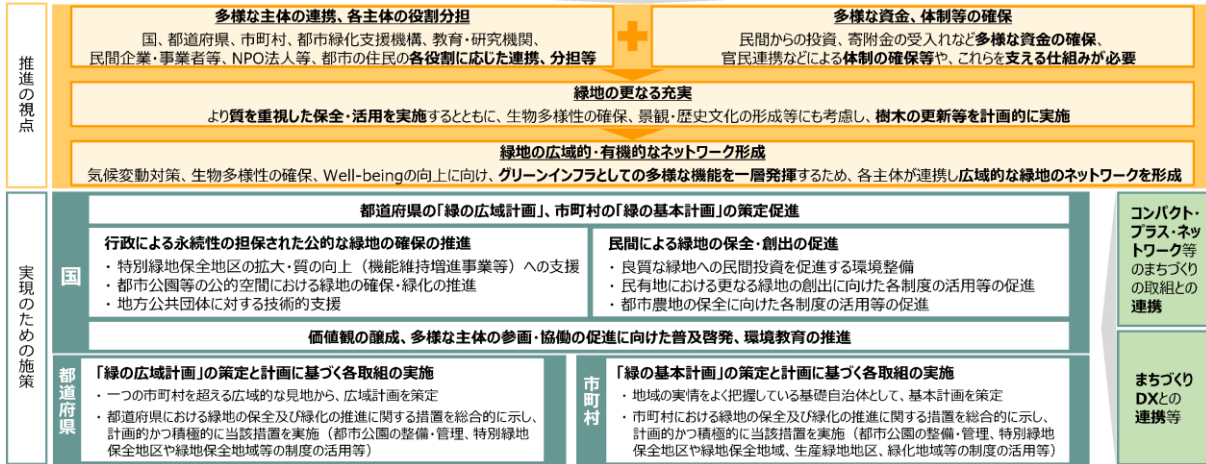 推進の視点
多様な主体の連携、各主体の役割分担
国、都道府県、市町村、都市緑化支援機構、教育・研究機関、
民間企業・事業者等、NPO法人等、都市の住民の各役割に応じた連携、分担等
多様な資金、体制等の確保
民間からの投資、寄附金の受入れなど多様な資金の確保、
官民連携などによる体制の確保等や、これらを支える仕組みが必要
緑地の更なる充実
より質を重視した保全・活用を実施するとともに、生物多様性の確保、景観・歴史文化の形成等にも考慮し、樹木の更新等を計画的に実施
緑地の広域的・有機的なネットワーク形成
気候変動対策、生物多様性の確保、Well-beingの向上に向け、グリーンインフラとしての多様な機能を一層発揮するため、各主体が連携し広域的な緑地のネットワークを形成
実現のための施策
国
都道府県の「緑の広域計画」、市町村の「緑の基本計画」の策定促進
行政による永続性の担保された公的な緑地の確保の推進
・特別緑地保全地区の拡大・質の向上（機能維持増進事業等）への支援
・都市公園等の公的空間における緑地の確保・緑化の推進
・地方公共団体に対する技術的支援
民間による緑地の保全・創出の促進
・良質な緑地への民間投資を促進する環境整備
・民有地における更なる緑地の創出に向けた各制度の活用等の促進
・都市農地の保全に向けた各制度の活用等の促進
価値観の醸成、多様な主体の参画・協働の促進に向けた普及啓発、環境教育の推進
都道府県
「緑の広域計画」の策定と計画に基づく各取組の実施
・一つの市町村を超える広域的な見地から、広域計画を策定
・都道府県における緑地の保全及び緑化の推進に関する措置を総合的に示し、
計画的かつ積極的に当該措置を実施（都市公園の整備・管理、特別緑地
保全地区や緑地保全地域等の制度の活用等）
市町村
「緑の基本計画」の策定と計画に基づく各取組の実施
・地域の実情をよく把握している基礎自治体として、基本計画を策定
・市町村における緑地の保全及び緑化の推進に関する措置を総合的に示し、
計画的かつ積極的に当該措置を実施（都市公園の整備・管理、特別緑地
保全地区や緑地保全地域、生産緑地地区、緑化地域等の制度の活用等）
コンパクト・
プラス・ネッ
トワーク等
のまちづくり
の取組との
連携
まちづくり
DXとの
連携等